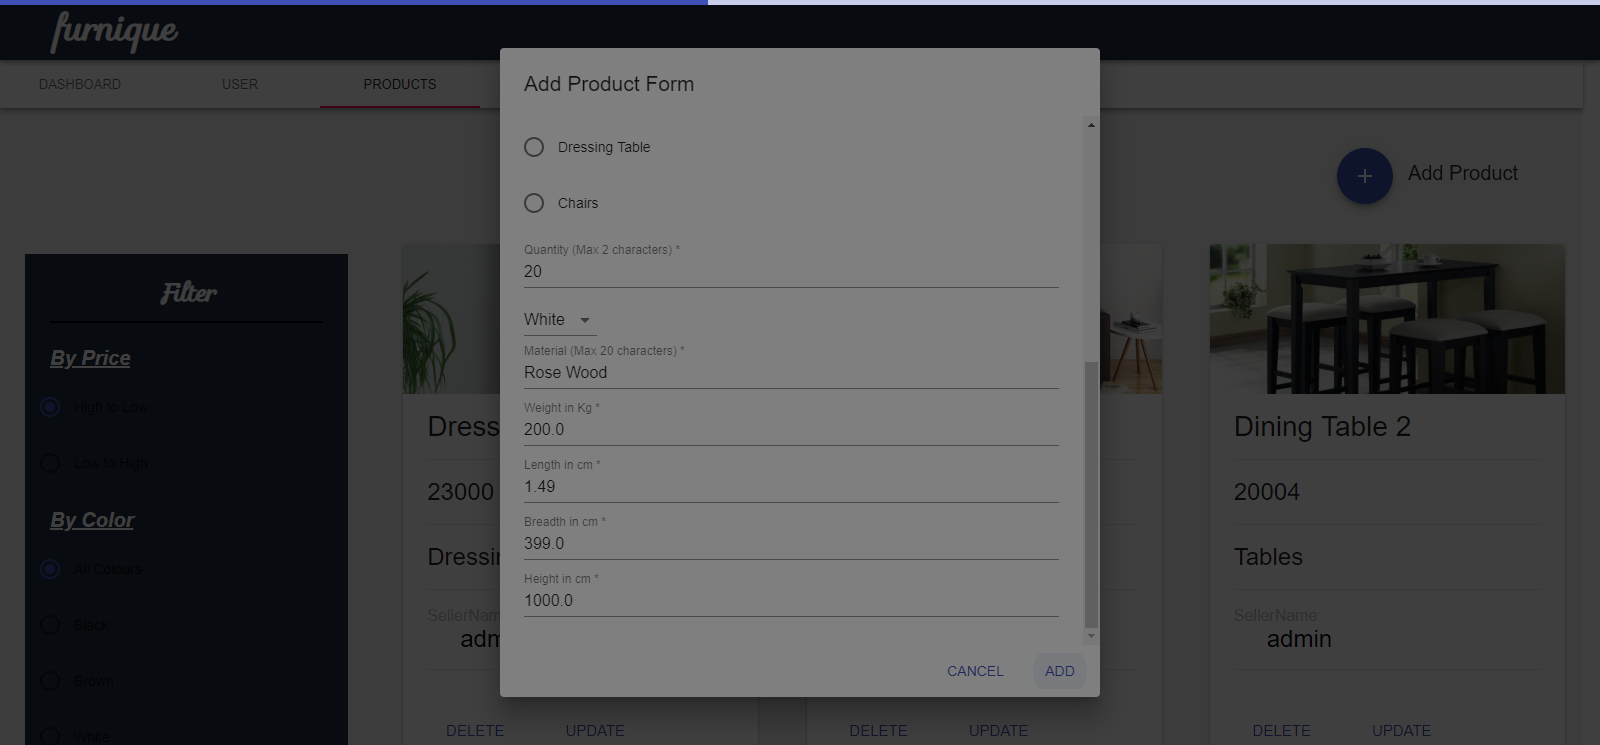 furnique
DASHBOARD
USER
PRODUCTS
Add Product
Filter
By Price
High to Low
Low to High
By Color
All Colours
Black
Brown
White
Add Product Form
Dressing Table
Chairs
Quantity (Max 2 characters) *
20
White
Material (Max 20 characters) *
Rose Wood
Weight in Kg *
200.0
Length in cm *
1.49
Breadth in cm *
399.0
Height in cm *
1000.0
CANCEL
ADD
23000
DELETE
UPDATE
DELETE
UPDATE
Dining Table 2
20004
Tables
SellerName
admin
DELETE
UPDATE